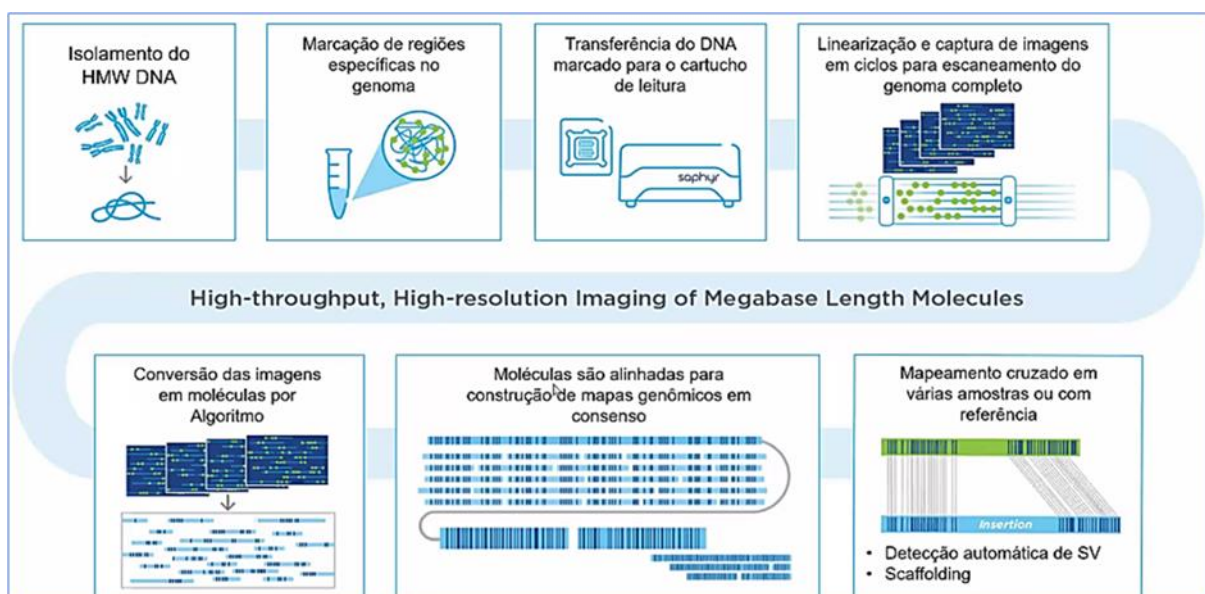 Isolamento do
HMW DNA
Marcação de regiões
específicas no
genoma
Transferência do DNA
marcado para o cartucho
de leitura
saphyr
Linearização e captura de imagens
em ciclos para escaneamento do
genoma completo
High-throughput, High-resolution Imaging of Megabase Length Molecules
Conversão das imagens
em moléculas por
Algoritmo
Moléculas são alinhadas para
construção de mapas genômicos em
consenso
Mapeamento cruzado em
várias amostras ou com
referência
Insertion
• Detecção automática de SV
• Scaffolding